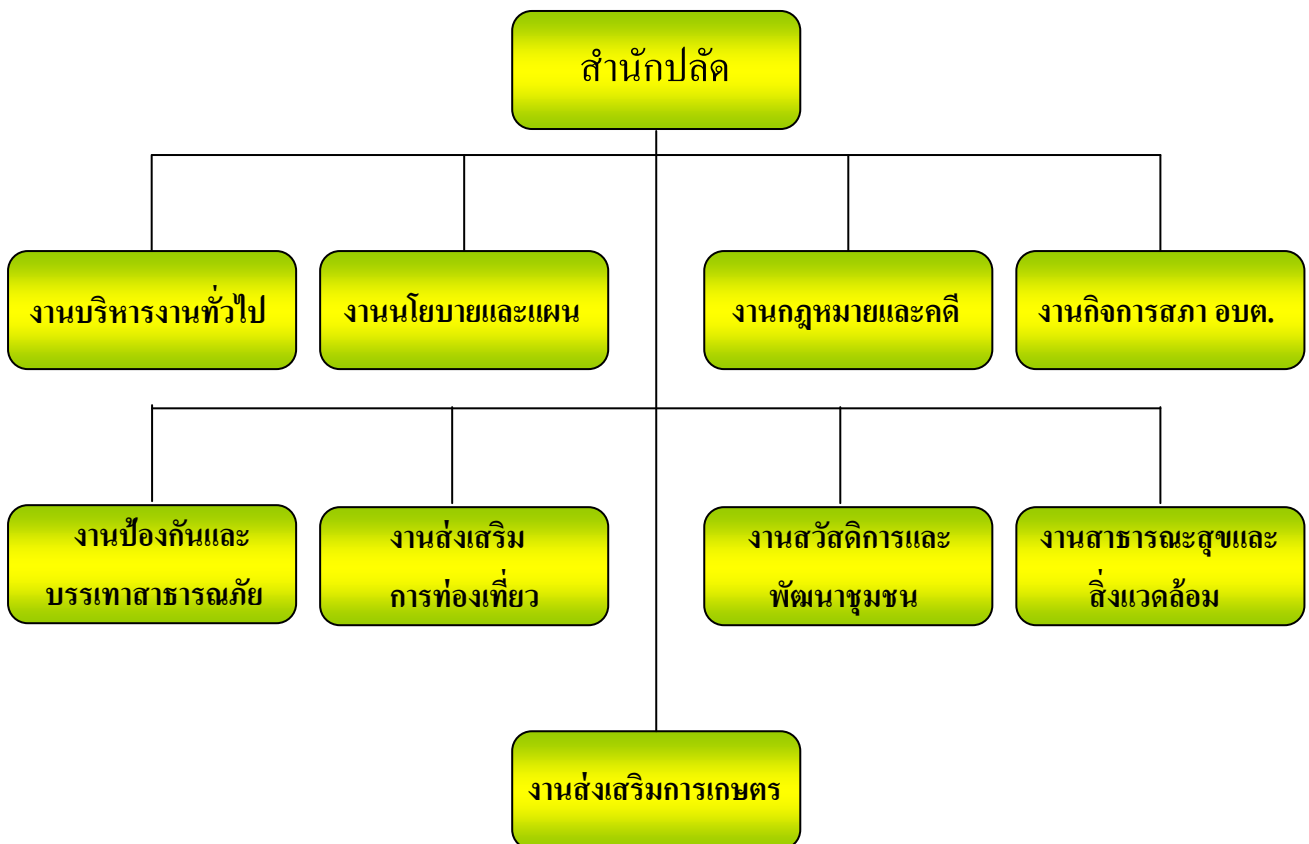 สำนักปลัด
งานบริหารงานทั่วไป
งานนโยบายและแผน
งานกฎหมายและคดี
งานกิจการสภา อบต.
งานป้องกันและ
บรรเทาสาธารณภัย
งานส่งเสริม
การท่องเที่ยว
งานสวัสดิการและ
พัฒนาชุมชน
งานสาธารณะสุขและ
สิ่งแวดล้อม
งานส่งเสริมการเกษตร